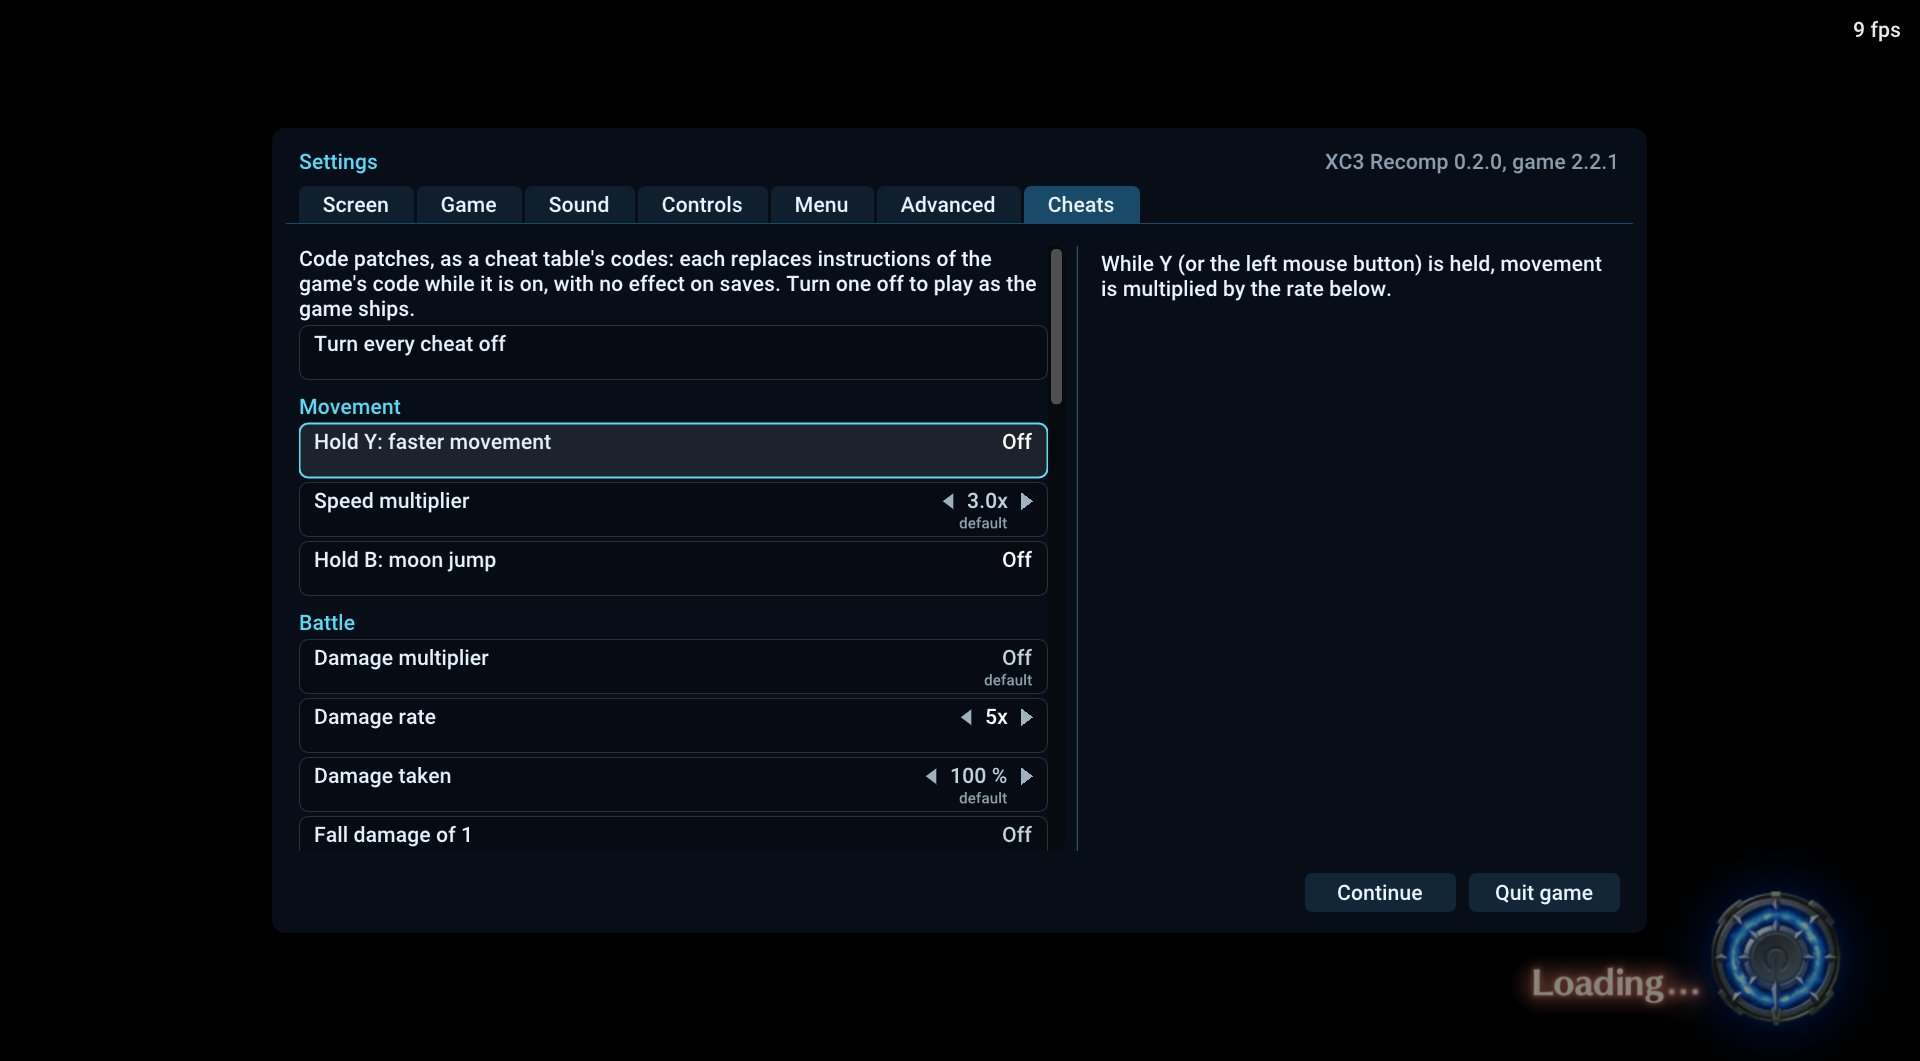 9 fps
Settings
XC3 Recomp 0.2.0, game 2.2.1
Screen
Game
Sound
Controls
Menu
Advanced
Cheats
Code patches, as a cheat table's codes: each replaces instructions of the
game's code while it is on, with no effect on saves. Turn one off to play as the
game ships.
Turn every cheat off
Movement
Hold Y: faster movement Off
Speed multiplier 3.0x
default
Hold B: moon jump Off
Battle
Damage multiplier Off
default
Damage rate 5x
Damage taken 100 %
default
Fall damage of 1 Off
While Y (or the left mouse button) is held, movement
is multiplied by the rate below.
Continue
Quit game
Loading...